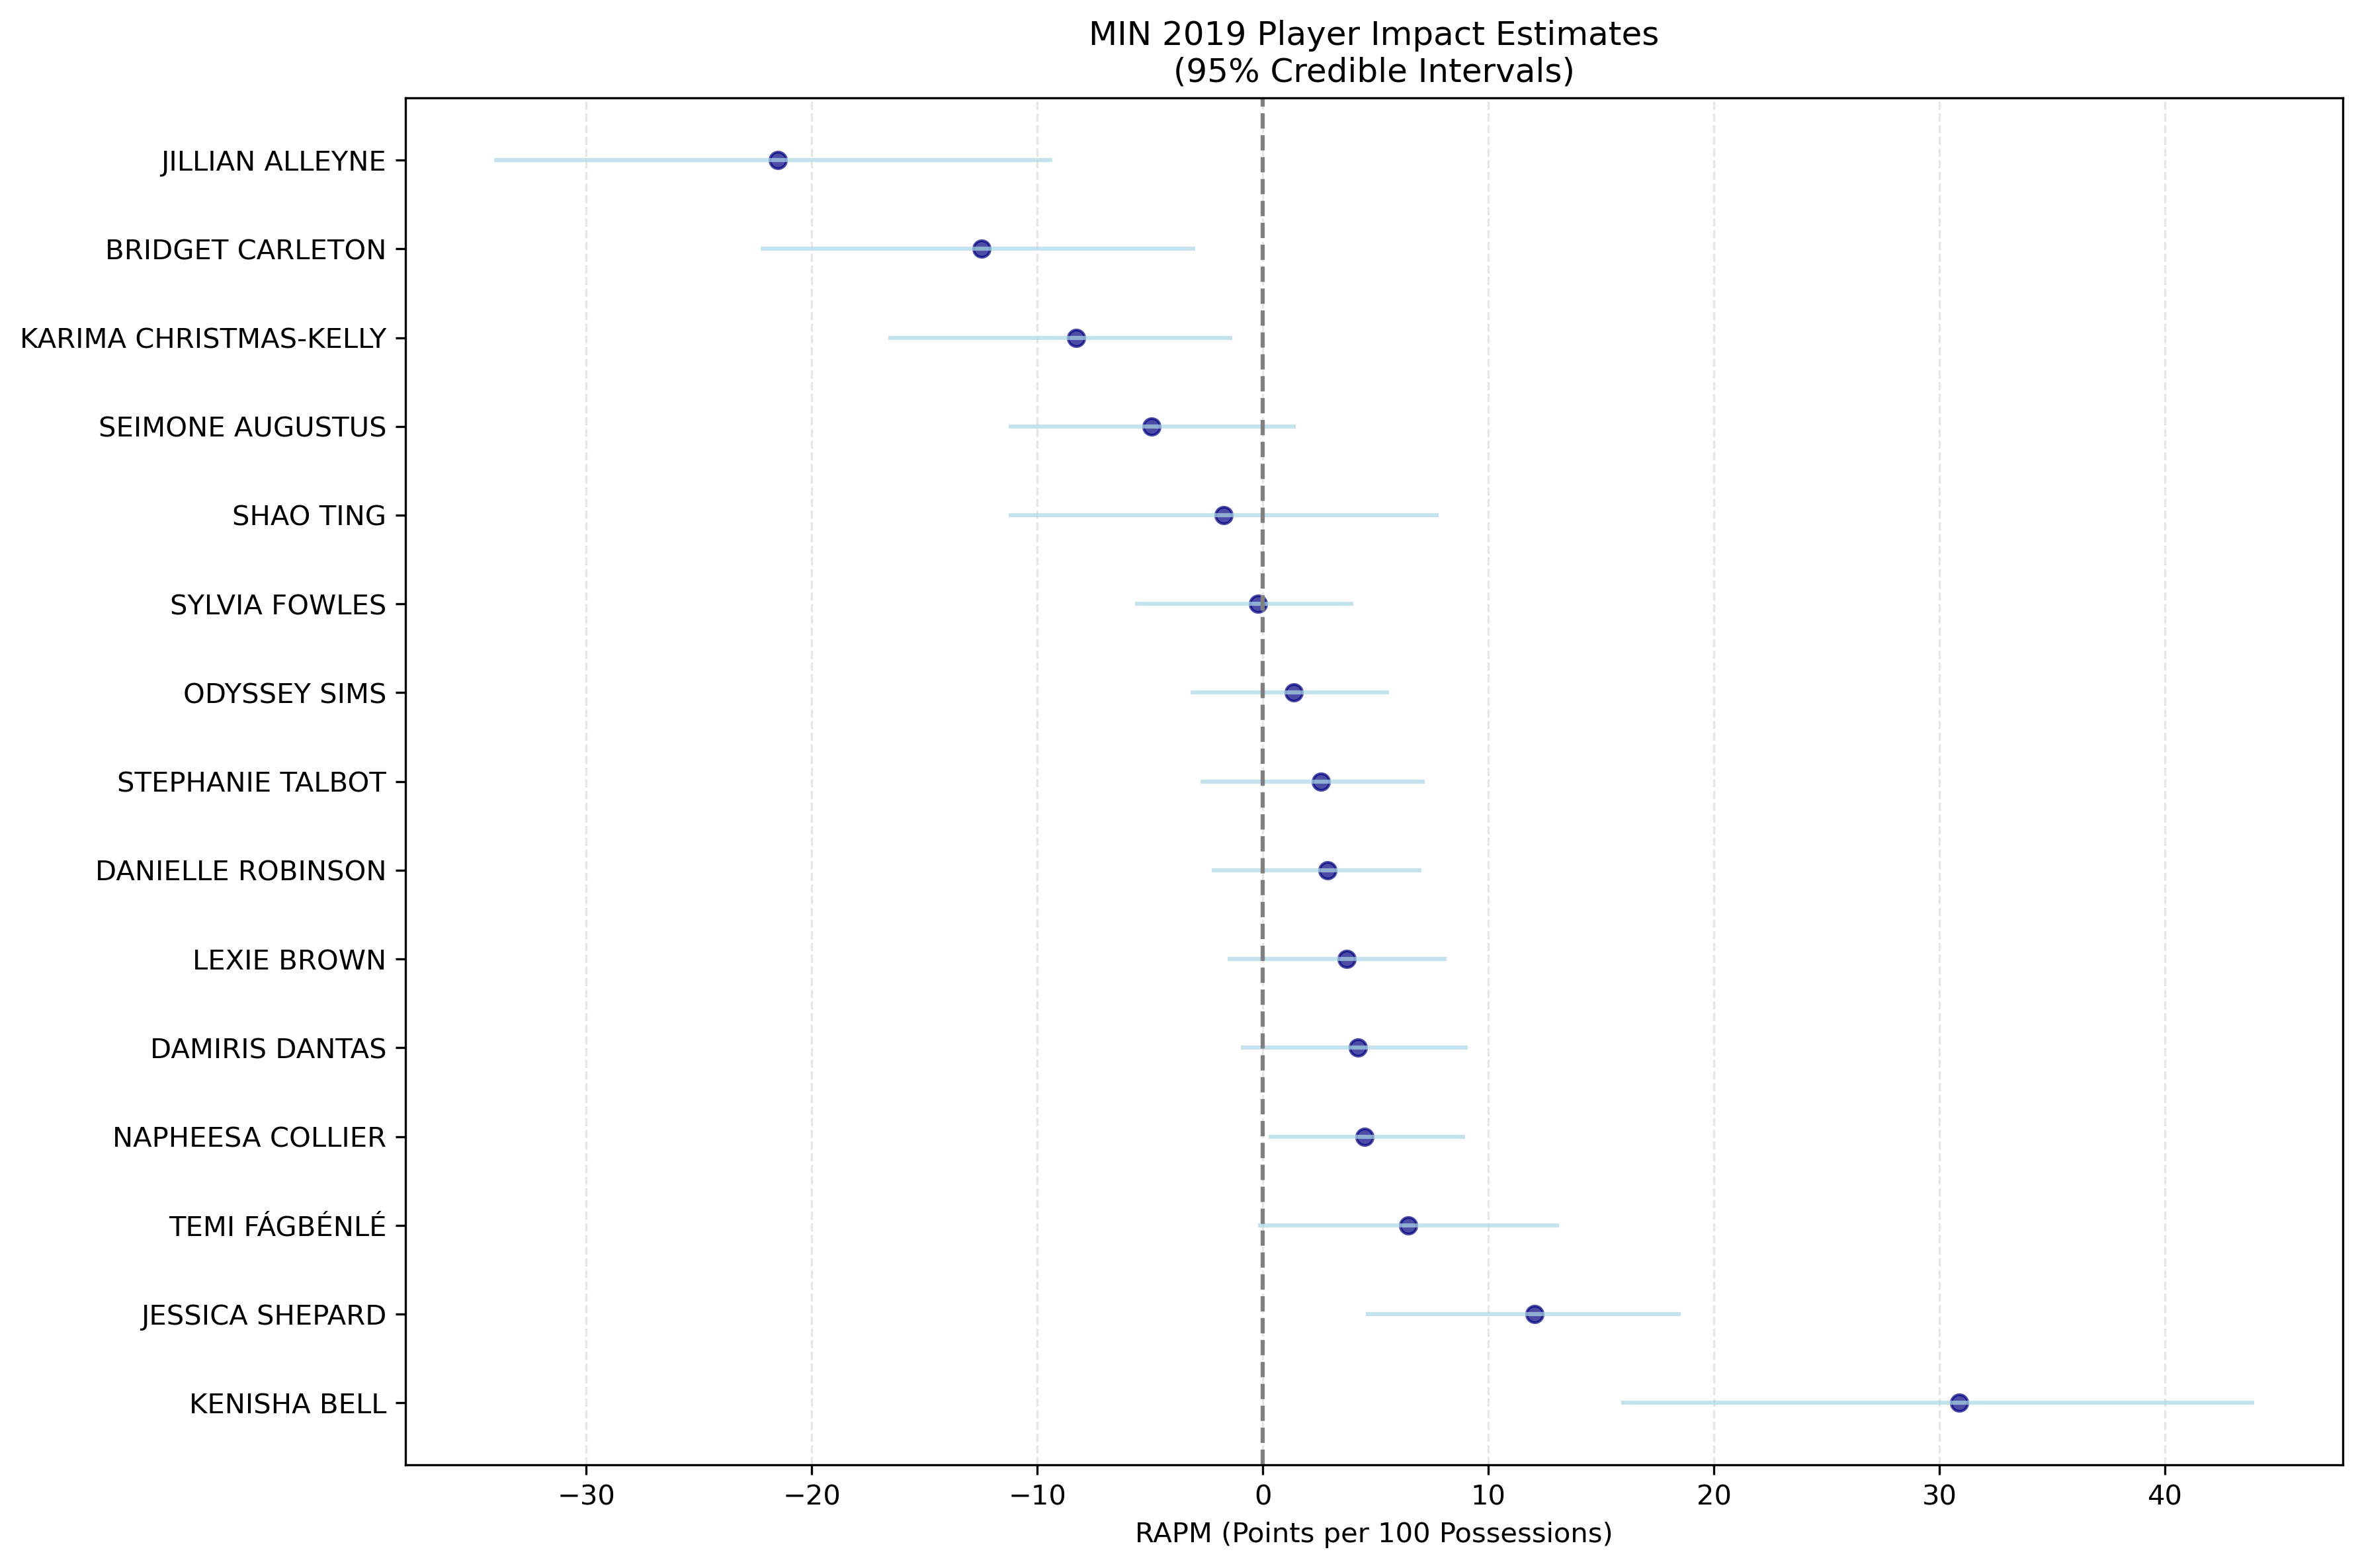 MIN 2019 Player Impact Estimates
(95% Credible Intervals)
JILLIAN ALLEYNE
BRIDGET CARLETON
KARIMA CHRISTMAS-KELLY
SEIMONE AUGUSTUS
SHAO TING
SYLVIA FOWLES
ODYSSEY SIMS
STEPHANIE TALBOT
DANIELLE ROBINSON
LEXIE BROWN
DAMIRIS DANTAS
NAPHEESA COLLIER
TEMI FÁGBÉNLÉ
JESSICA SHEPARD
KENISHA BELL
−30 −20 −10 0 10 20 30 40
RAPM (Points per 100 Possessions)